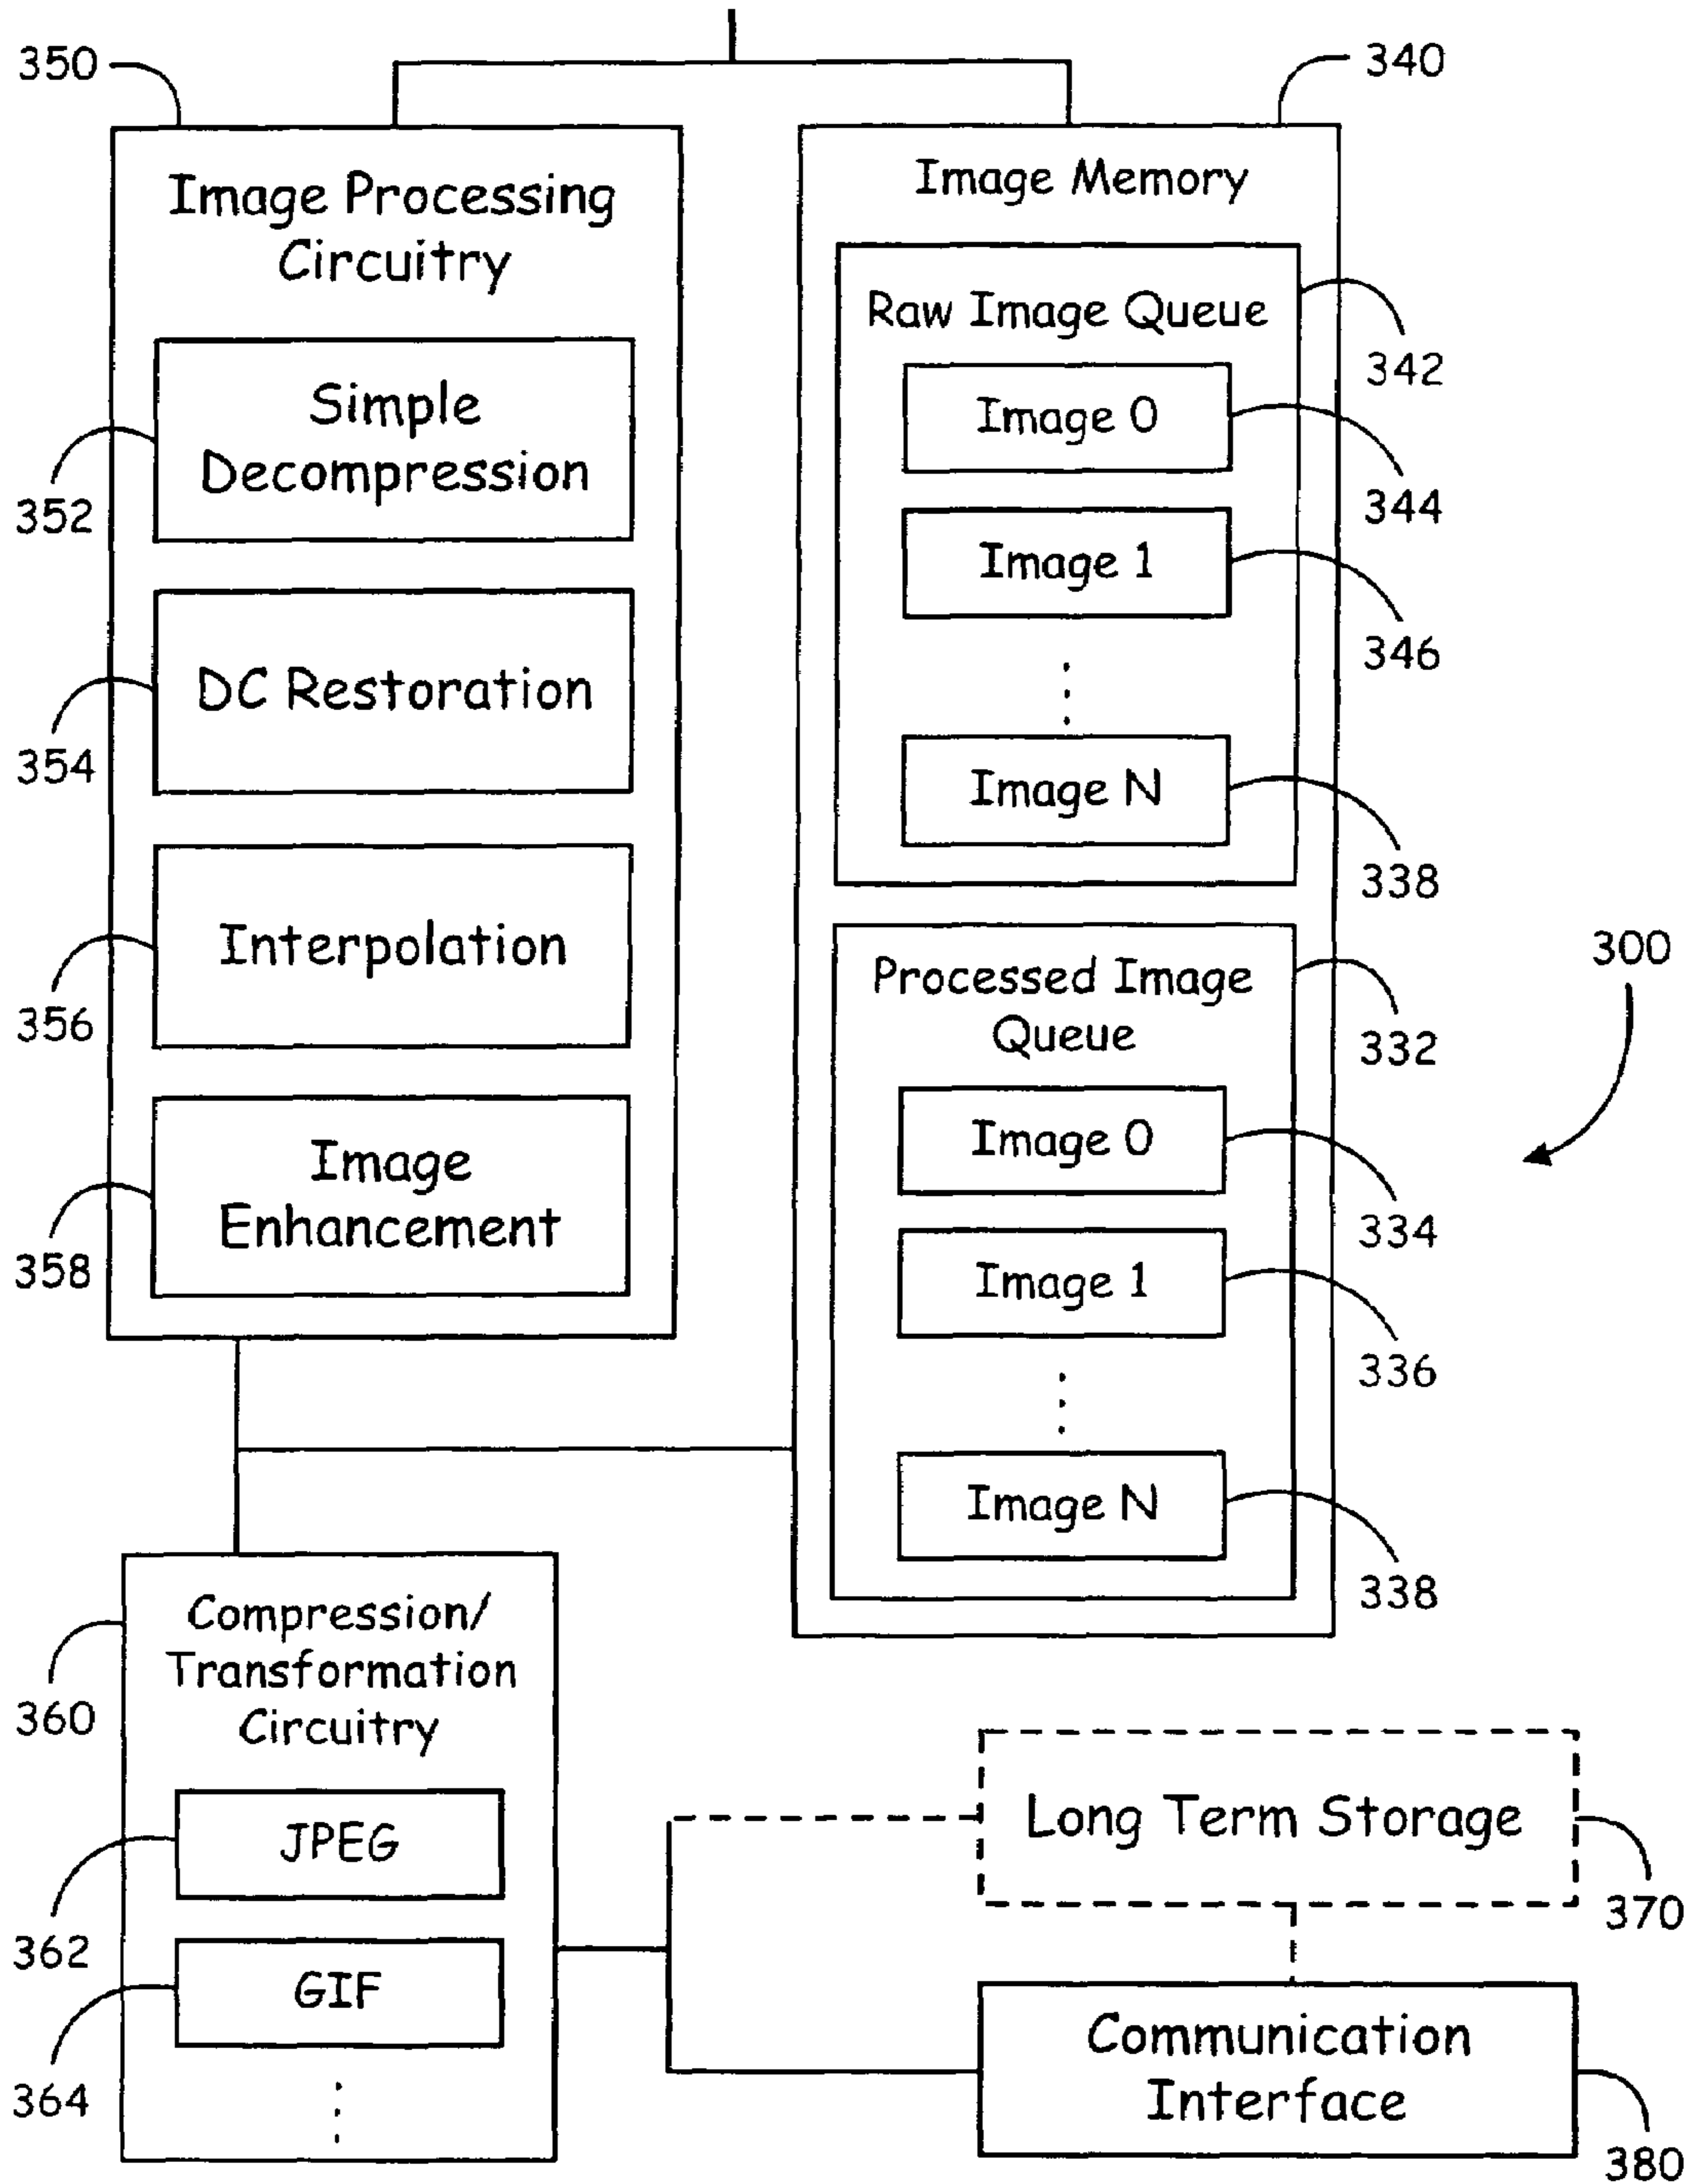 350
340
Image Processing
Circuitry
Simple
Decompression
352
DC Restoration
354
Interpolation
356
Image
Enhancement
358
Image Memory
Raw Image Queue
342
Image 0
344
Image 1
346
Image N
338
Processed Image
Queue
332
Image 0
334
Image 1
336
Image N
338
300
Compression/
Transformation
Circuitry
360
JPEG
362
GIF
364
Long Term Storage
370
Communication
Interface
380